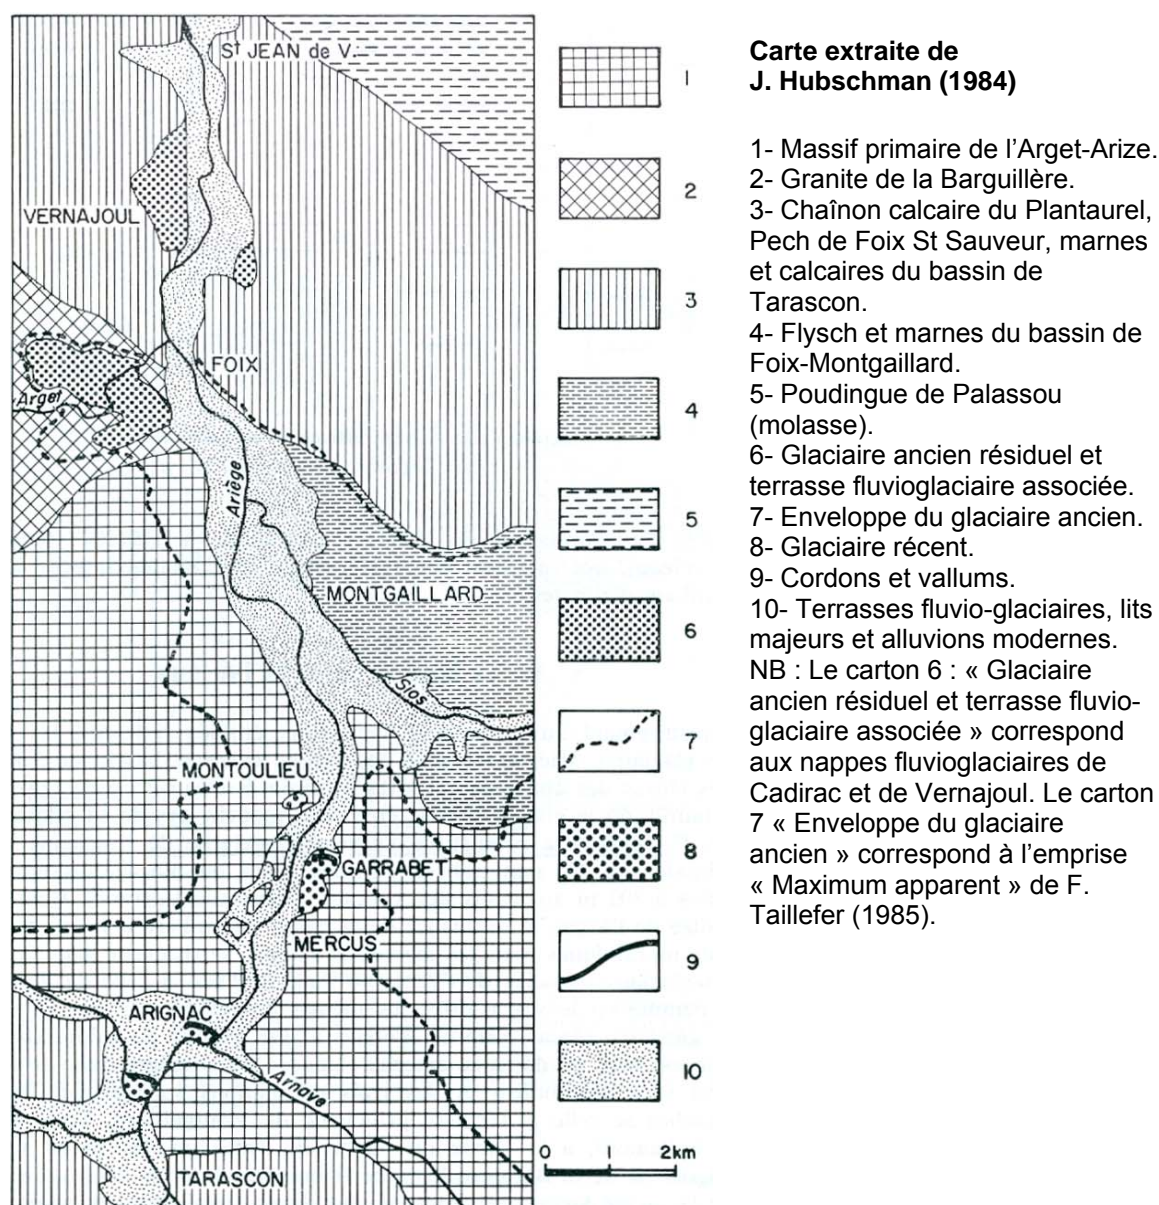 St JEAN de V.
VERNAJOUL
FOIX
Arget
Ariège
MONTGAILLARD
Sios
MONTOULIEU
GARRABET
MERCUS
ARIGNAC
Arnave
TARASCON
1
2
3
4
5
6
7
8
9
10
0 1 2km
Carte extraite de
J. Hubschman (1984)
1- Massif primaire de l'Arget-Arize.
2- Granite de la Barguillère.
3- Chaînon calcaire du Plantaurel,
Pech de Foix St Sauveur, marnes
et calcaires du bassin de
Tarascon.
4- Flysch et marnes du bassin de
Foix-Montgaillard.
5- Poudingue de Palassou
(molasse).
6- Glaciaire ancien résiduel et
terrasse fluvioglaciaire associée.
7- Enveloppe du glaciaire ancien.
8- Glaciaire récent.
9- Cordons et vallums.
10- Terrasses fluvio-glaciaires, lits
majeurs et alluvions modernes.
NB : Le carton 6 : « Glaciaire
ancien résiduel et terrasse fluvio-
glaciaire associée » correspond
aux nappes fluvioglaciaires de
Cadirac et de Vernajoul. Le carton
7 « Enveloppe du glaciaire
ancien » correspond à l'emprise
« Maximum apparent » de F.
Taillefer (1985).